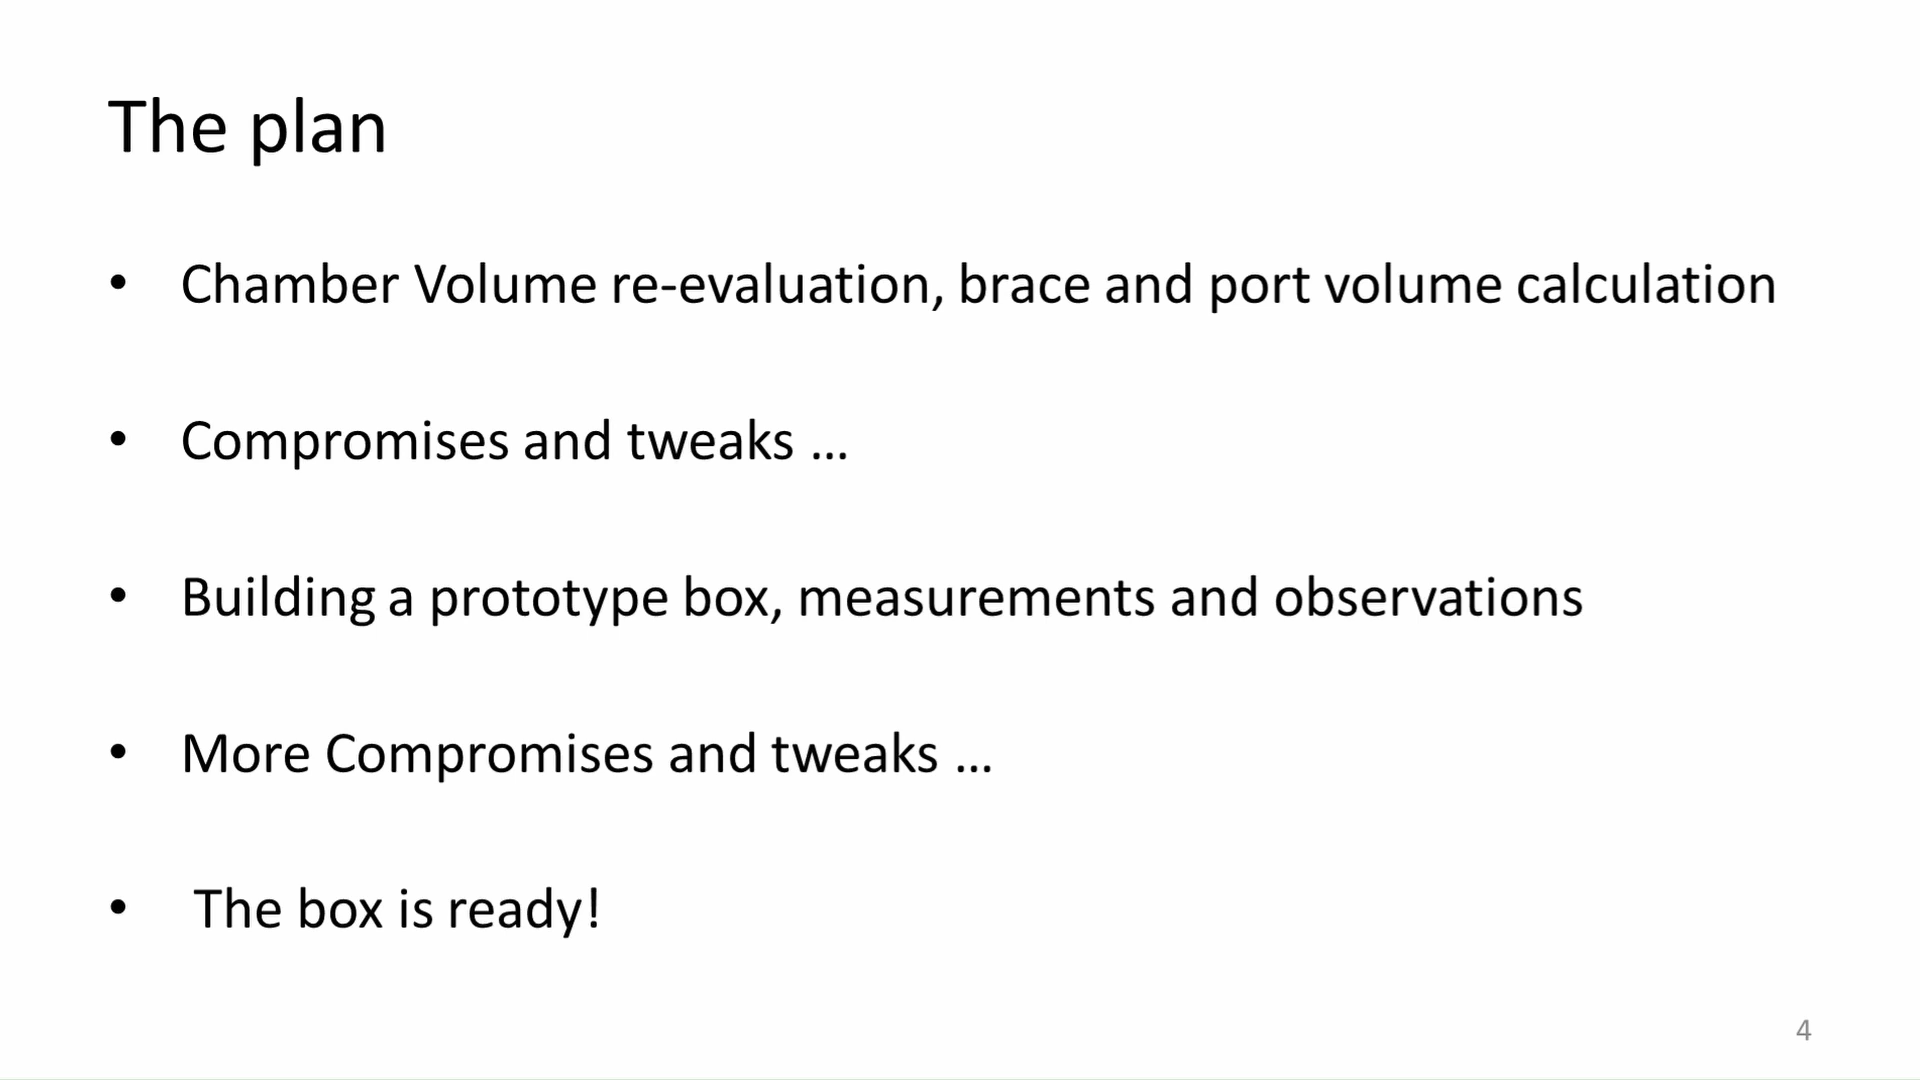 The plan
• Chamber Volume re-evaluation, brace and port volume calculation
• Compromises and tweaks …
• Building a prototype box, measurements and observations
• More Compromises and tweaks …
• The box is ready!
4